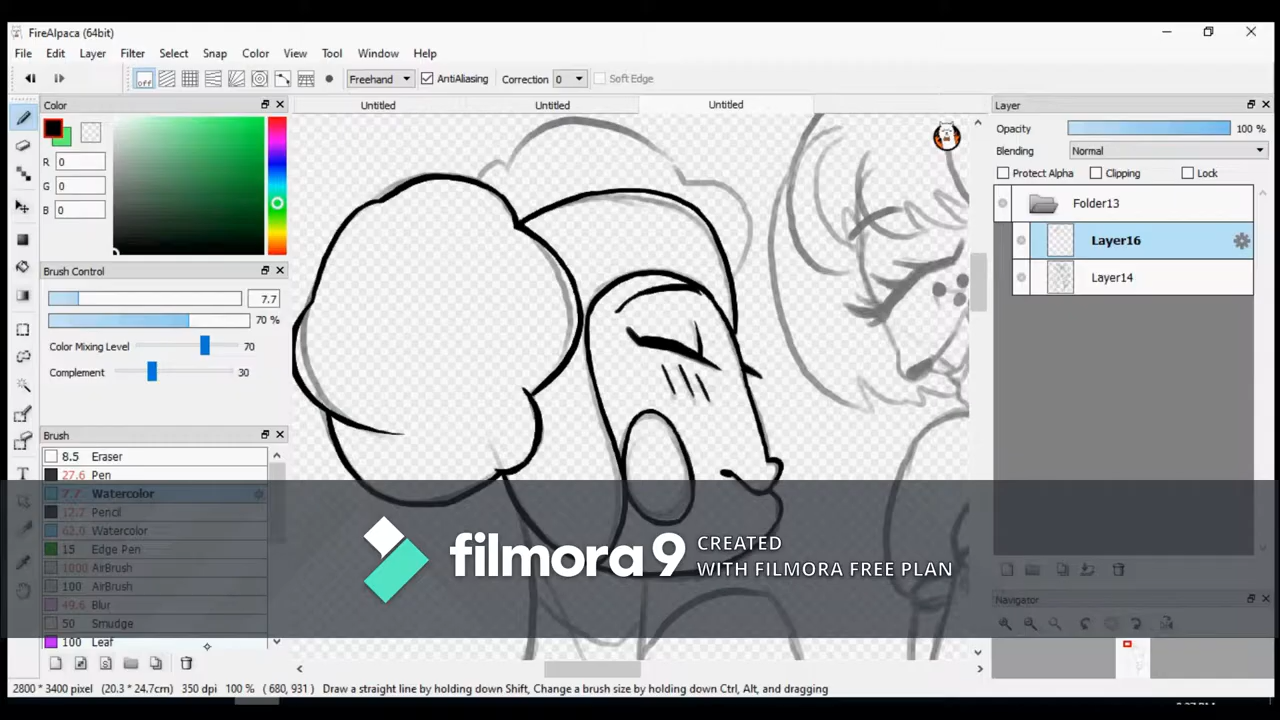 FireAlpaca (64bit)
File Edit Layer Filter Select Snap Color View Tool Window Help
off Freehand AntiAliasing Correction 0 Soft Edge
Color
Untitled Untitled Untitled
Layer
R 0
G 0
B 0
Opacity 100 %
Blending Normal
Protect Alpha Clipping Lock
Folder13
Layer16
Layer14
Brush Control
7.7
70 %
Color Mixing Level 70
Complement 30
Brush
8.5 Eraser
27.6 Pen
7.7 Watercolor
12.7 Pencil
62.0 Watercolor
15 Edge Pen
1000 AirBrush
100 AirBrush
49.6 Blur
50 Smudge
100 Leaf
filmora9 CREATED
WITH FILMORA FREE PLAN
Navigator
2800 * 3400 pixel (20.3 * 24.7cm) 350 dpi 100 % ( 680, 931 ) Draw a straight line by holding down Shift, Change a brush size by holding down Ctrl, Alt, and dragging